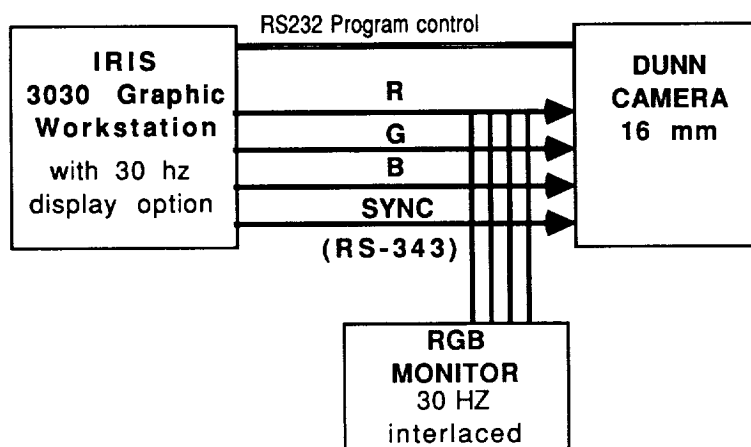 RS232 Program control
IRIS
3030 Graphic
Workstation
with 30 hz
display option
R
G
B
SYNC
(RS-343)
DUNN
CAMERA
16 mm
RGB
MONITOR
30 HZ
interlaced